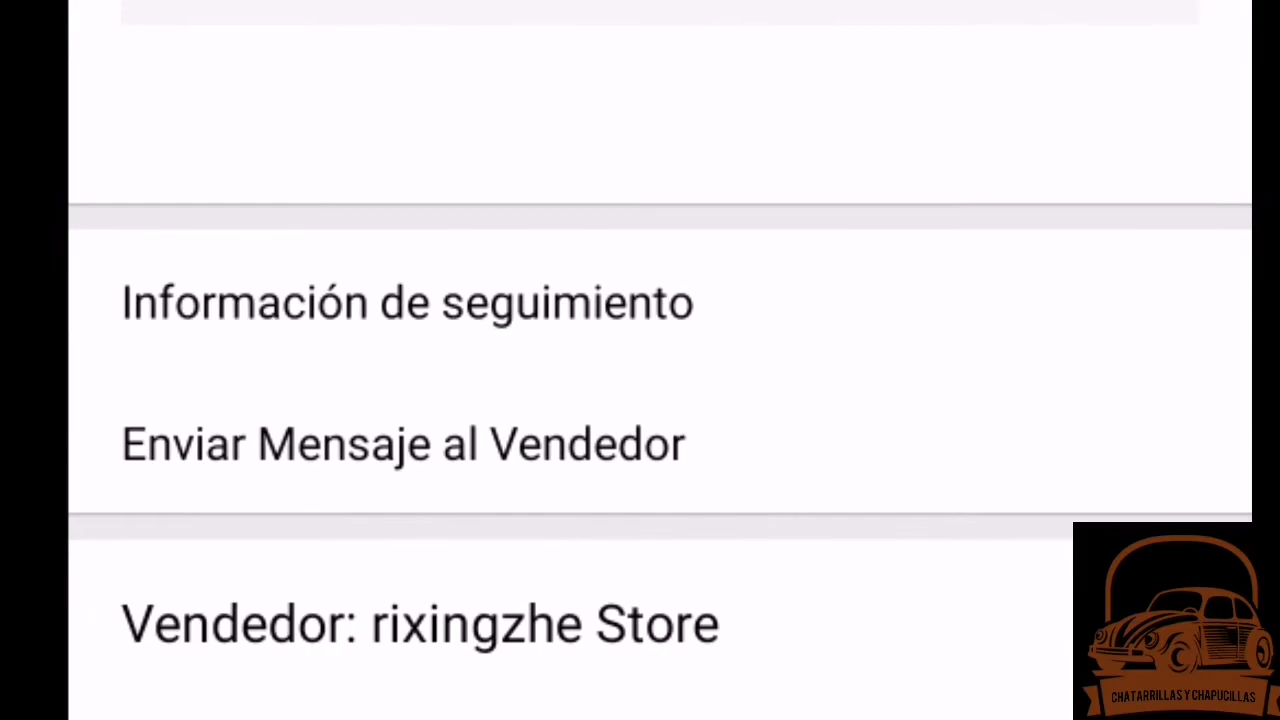 Información de seguimiento
Enviar Mensaje al Vendedor
Vendedor: rixingzhe Store
CHATARRILLAS Y CHAPUCILLAS